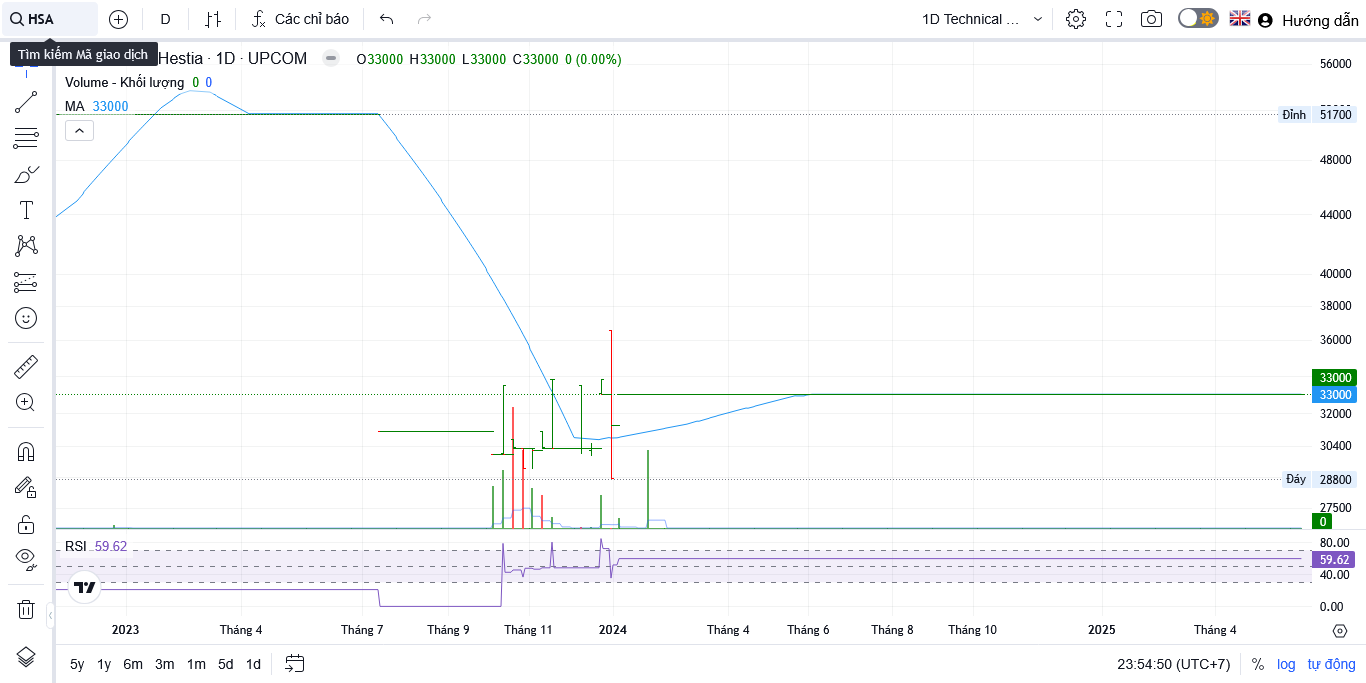 HSA D Các chỉ báo 1D Technical ... Hướng dẫn
Tìm kiếm Mã giao dịch
Hestia · 1D · UPCOM O33000 H33000 L33000 C33000 0 (0.00%)
Volume - Khối lượng 0 0
MA 33000
56000
Đỉnh 51700
48000
44000
40000
38000
36000
33000
33000
32000
30400
Đáy 28800
27500
0
RSI 59.62
80.00
59.62
40.00
0.00
2023 Tháng 4 Tháng 7 Tháng 9 Tháng 11 2024 Tháng 4 Tháng 6 Tháng 8 Tháng 10 2025 Tháng 4
5y 1y 6m 3m 1m 5d 1d 23:54:50 (UTC+7) % log tự động